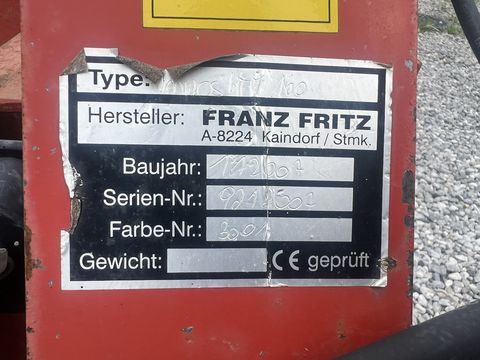 Type:
Hersteller: FRANZ FRITZ
A-8224 Kaindorf / Stmk.
Baujahr:
Serien-Nr.:
Farbe-Nr.: 3001
Gewicht: CE geprüft